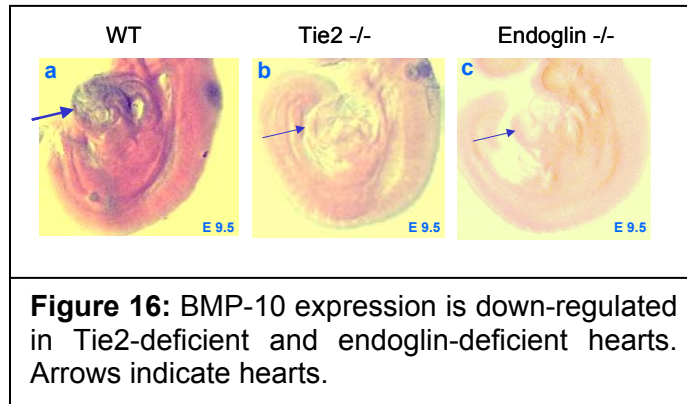 WT Tie2 -/- Endoglin -/-
a b c
E 9.5 E 9.5 E 9.5
Figure 16: BMP-10 expression is down-regulated
in Tie2-deficient and endoglin-deficient hearts.
Arrows indicate hearts.